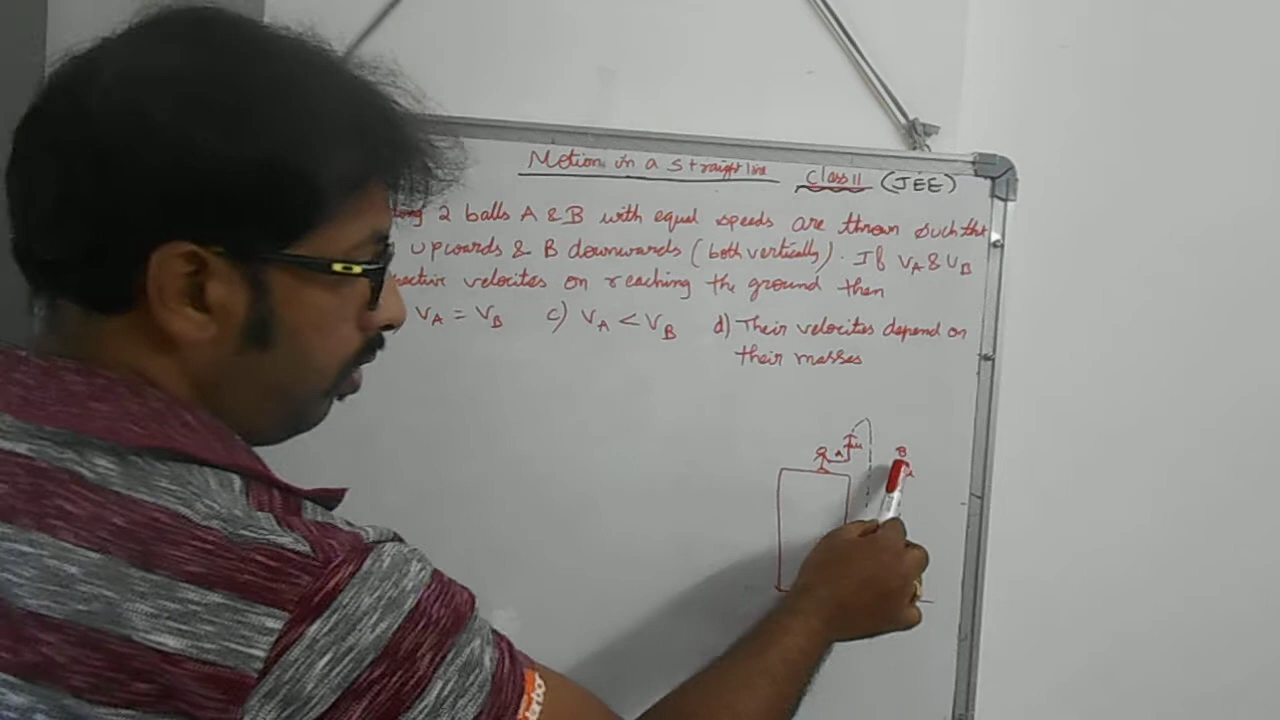 Motion in a straight line Class 11 (JEE)
2 balls A & B with equal speeds are thrown such that
upwards & B downwards (both vertically). If VA & VB
velocities on reaching the ground then
VA = VB c) VA < VB d) Their velocities depend on
their masses
A B